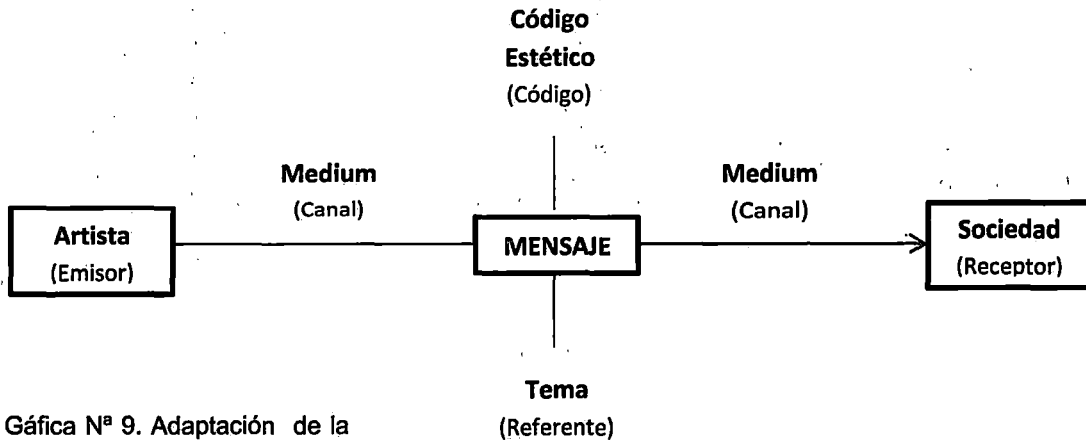 Código
Estético
(Código)
Medium
(Canal)
Medium
(Canal)
Artista
(Emisor)
MENSAJE
Sociedad
(Receptor)
Tema
(Referente)
Gáfica Nª 9. Adaptación de la